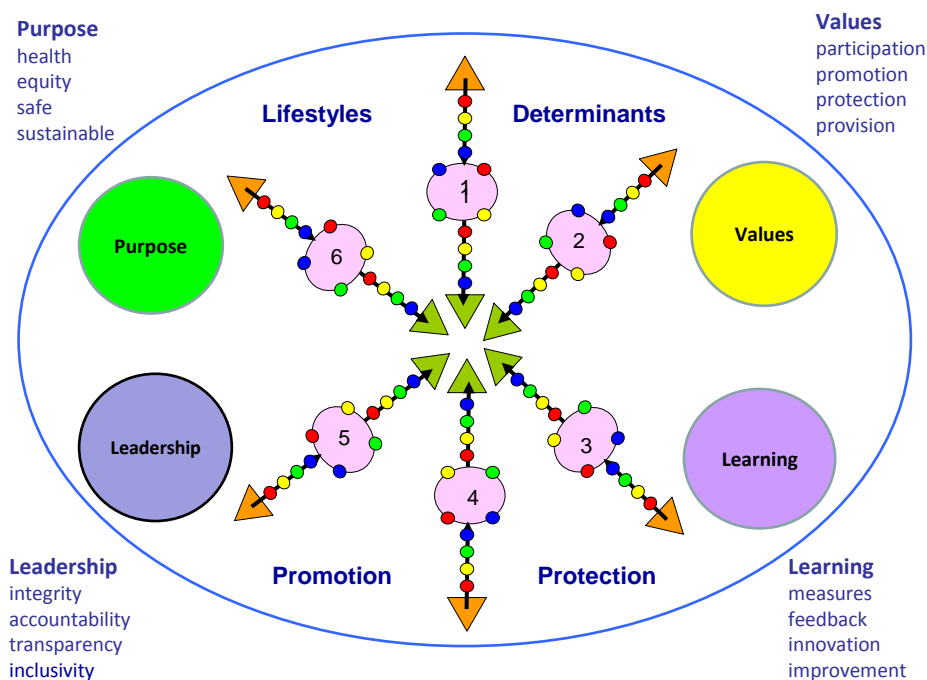 Purpose
health
equity
safe
sustainable
Values
participation
promotion
protection
provision
Lifestyles
Determinants
1
1
2
6
Purpose
Values
Leadership
5
3
Learning
4
Promotion
Protection
Leadership
integrity
accountability
transparency
inclusivity
Learning
measures
feedback
innovation
improvement